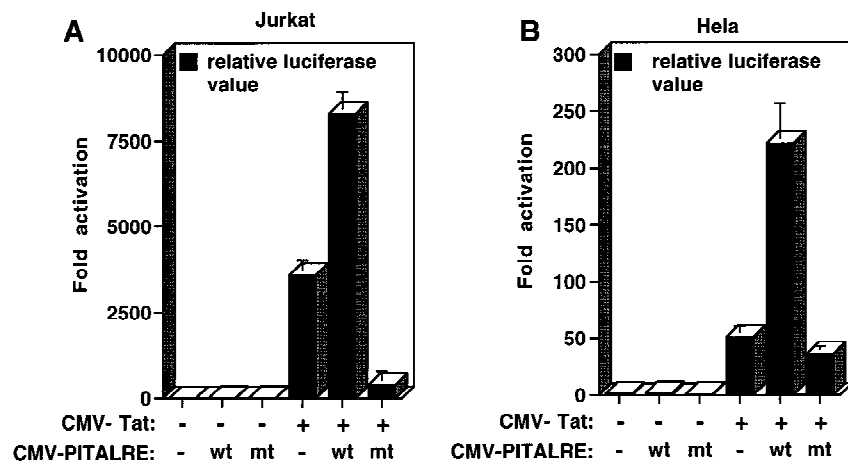 A
Jurkat
relative luciferase
value
Fold activation
10000
7500
5000
2500
0
CMV- Tat: - - - + + +
CMV-PITALRE: - wt mt - wt mt
B
Hela
relative luciferase
value
Fold activation
300
250
200
150
100
50
0
CMV- Tat: - - - + + +
CMV-PITALRE: - wt mt - wt mt